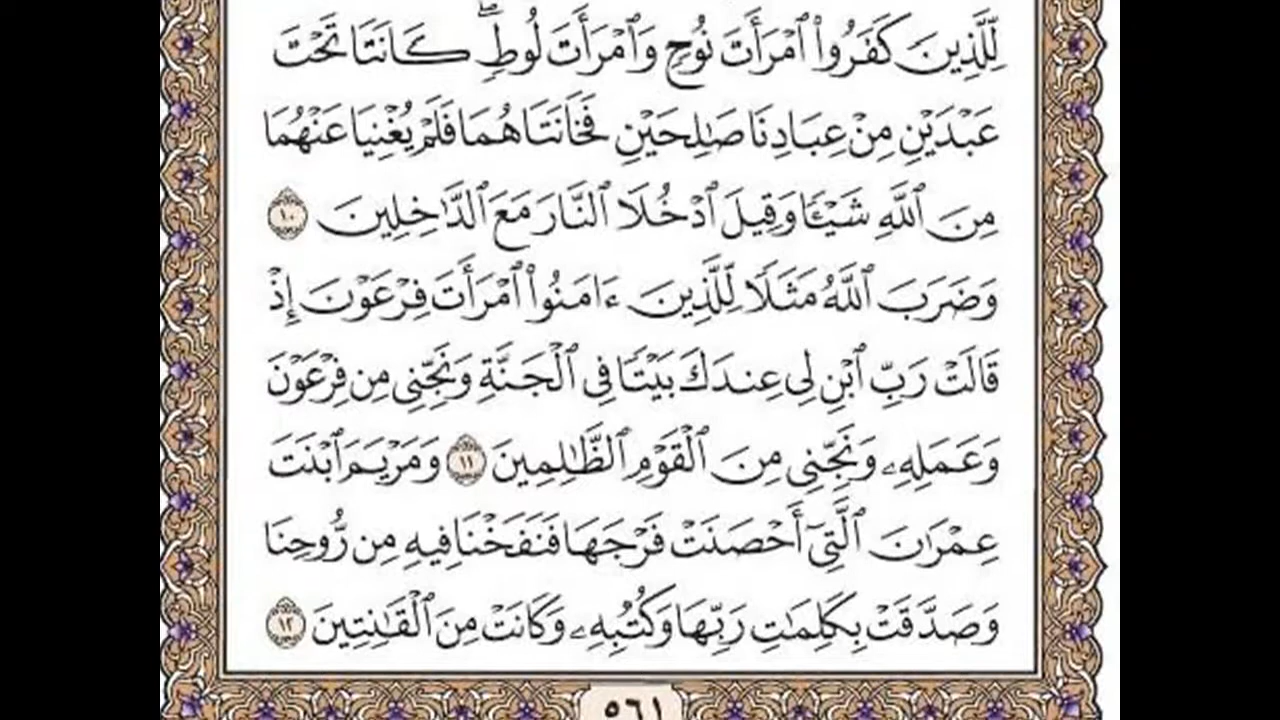 لِّلَّذِينَ كَفَرُواْ ٱمۡرَأَتَ نُوحٖ وَٱمۡرَأَتَ لُوطٖۖ كَانَتَا تَحۡتَ
عَبۡدَيۡنِ مِنۡ عِبَادِنَا صَٰلِحَيۡنِ فَخَانَتَاهُمَا فَلَمۡ يُغۡنِيَا عَنۡهُمَا
مِنَ ٱللَّهِ شَيۡـٔٗا وَقِيلَ ٱدۡخُلَا ٱلنَّارَ مَعَ ٱلدَّٰخِلِينَ ١٠
وَضَرَبَ ٱللَّهُ مَثَلٗا لِّلَّذِينَ ءَامَنُواْ ٱمۡرَأَتَ فِرۡعَوۡنَ إِذۡ
قَالَتۡ رَبِّ ٱبۡنِ لِي عِندَكَ بَيۡتٗا فِي ٱلۡجَنَّةِ وَنَجِّنِي مِن فِرۡعَوۡنَ
وَعَمَلِهِۦ وَنَجِّنِي مِنَ ٱلۡقَوۡمِ ٱلظَّٰلِمِينَ ١١ وَمَرۡيَمَ ٱبۡنَتَ
عِمۡرَٰنَ ٱلَّتِيٓ أَحۡصَنَتۡ فَرۡجَهَا فَنَفَخۡنَا فِيهِ مِن رُّوحِنَا
وَصَدَّقَتۡ بِكَلِمَٰتِ رَبِّهَا وَكُتُبِهِۦ وَكَانَتۡ مِنَ ٱلۡقَٰنِتِينَ ١٢
٥٦١